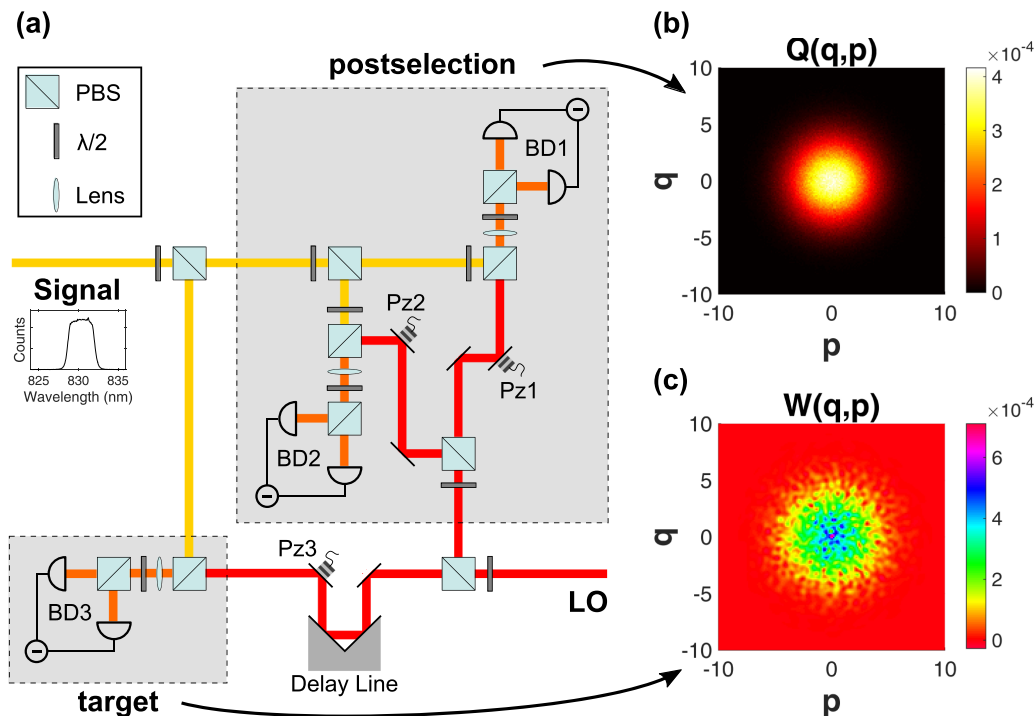 (a)
PBS
λ/2
Lens
postselection
BD1
Signal
Counts
825 830 835
Wavelength (nm)
Pz2
Pz1
BD2
Pz3
BD3
LO
Delay Line
target
(b)
Q(q,p)
×10⁻⁴
10
5
0
-5
-10
q
-10 0 10
p
4
3
2
1
0
(c)
W(q,p)
×10⁻⁴
10
5
0
-5
-10
q
-10 0 10
p
6
4
2
0